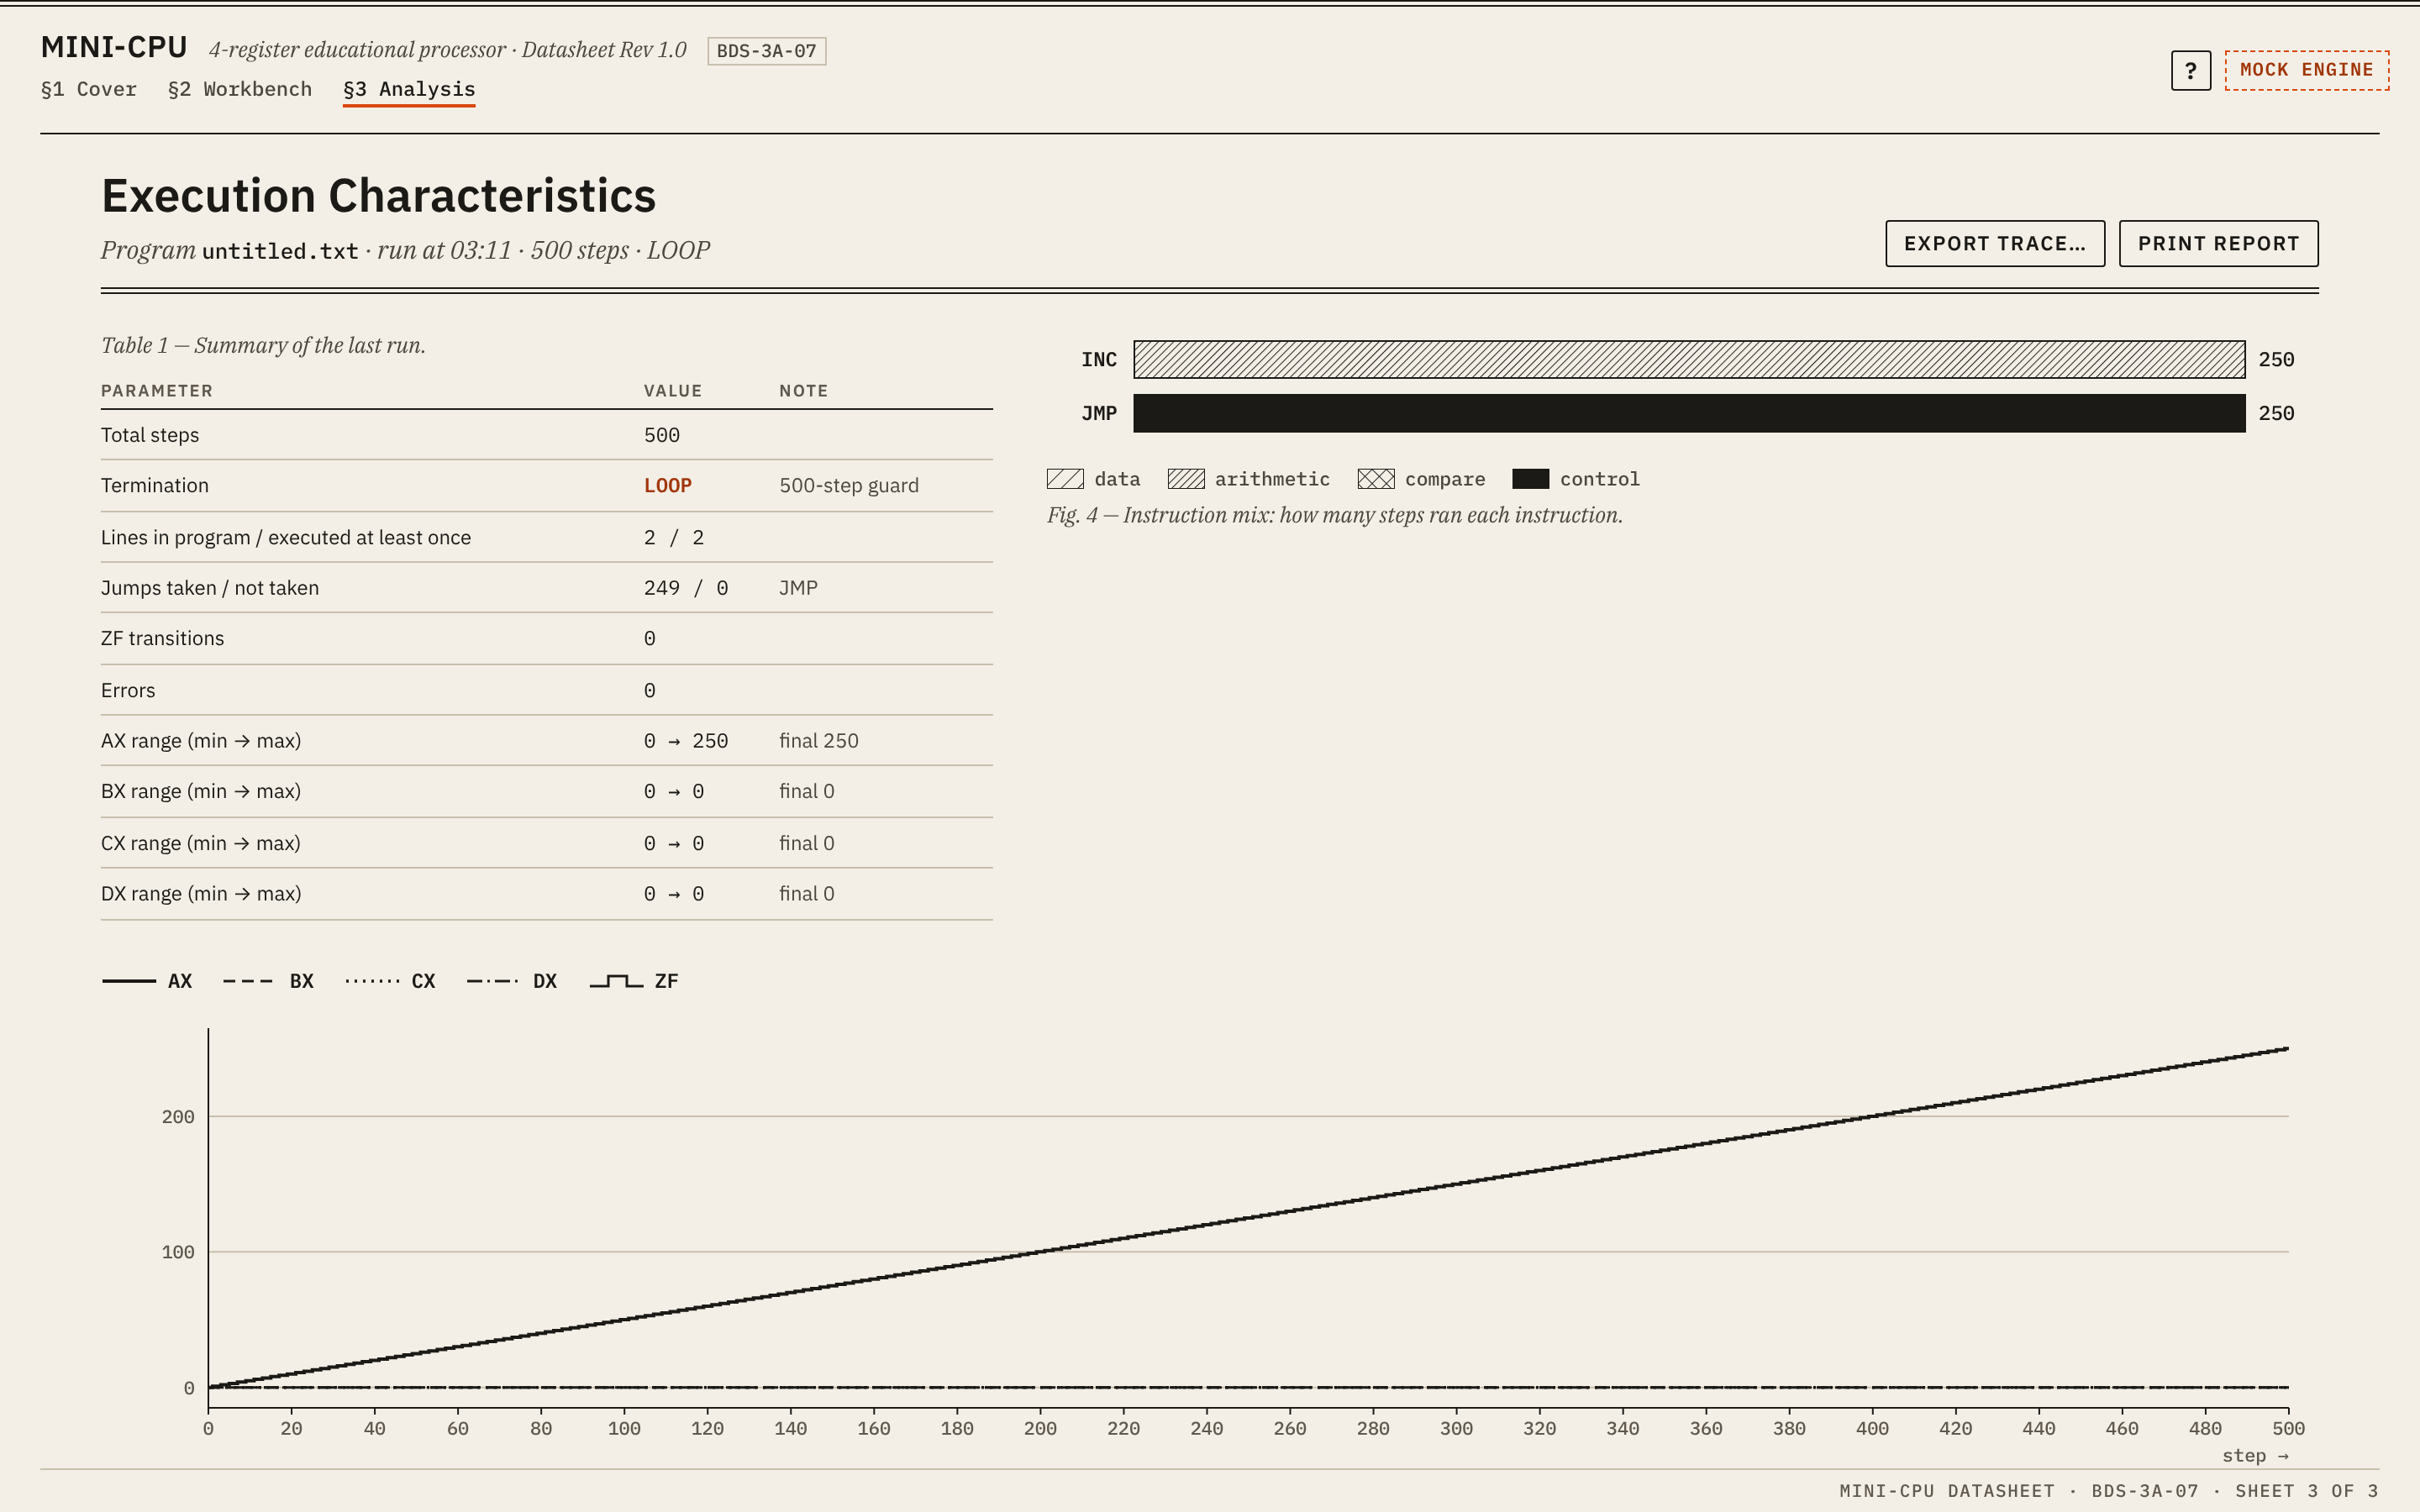 MINI-CPU 4-register educational processor · Datasheet Rev 1.0 BDS-3A-07
? MOCK ENGINE
§1 Cover §2 Workbench §3 Analysis
Execution Characteristics
Program untitled.txt · run at 03:11 · 500 steps · LOOP
EXPORT TRACE… PRINT REPORT
Table 1 — Summary of the last run.
PARAMETER VALUE NOTE
Total steps 500
Termination LOOP 500-step guard
Lines in program / executed at least once 2 / 2
Jumps taken / not taken 249 / 0 JMP
ZF transitions 0
Errors 0
AX range (min → max) 0 → 250 final 250
BX range (min → max) 0 → 0 final 0
CX range (min → max) 0 → 0 final 0
DX range (min → max) 0 → 0 final 0
INC 250
JMP 250
data arithmetic compare control
Fig. 4 — Instruction mix: how many steps ran each instruction.
AX BX CX DX ZF
200
100
0
0 20 40 60 80 100 120 140 160 180 200 220 240 260 280 300 320 340 360 380 400 420 440 460 480 500
step →
MINI-CPU DATASHEET · BDS-3A-07 · SHEET 3 OF 3